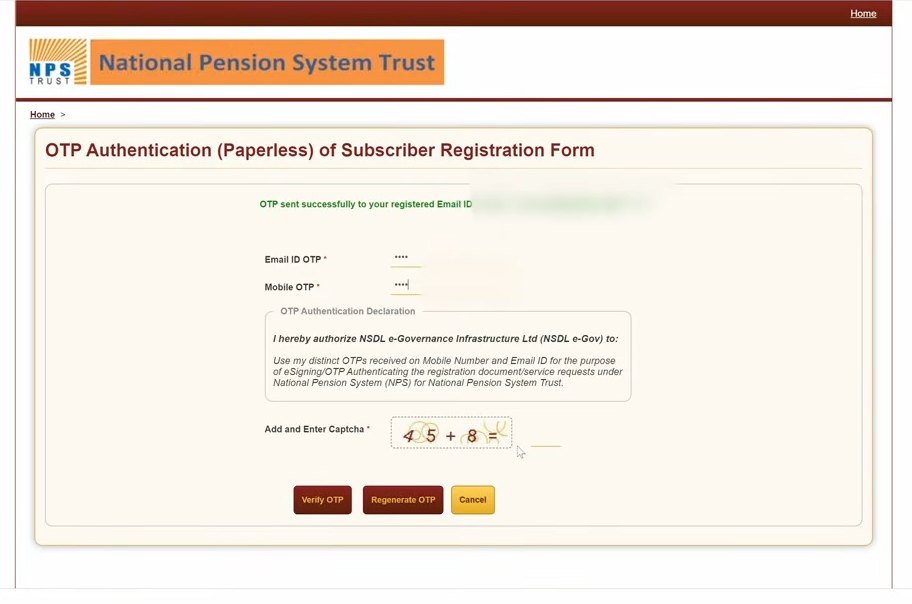 Home
NPS
TRUST
National Pension System Trust
Home >
OTP Authentication (Paperless) of Subscriber Registration Form
OTP sent successfully to your registered Email ID
Email ID OTP * ****
Mobile OTP * ****
OTP Authentication Declaration
I hereby authorize NSDL e-Governance Infrastructure Ltd (NSDL e-Gov) to:
Use my distinct OTPs received on Mobile Number and Email ID for the purpose
of eSigning/OTP Authenticating the registration document/service requests under
National Pension System (NPS) for National Pension System Trust.
Add and Enter Captcha * 45 + 8 =
Verify OTP Regenerate OTP Cancel